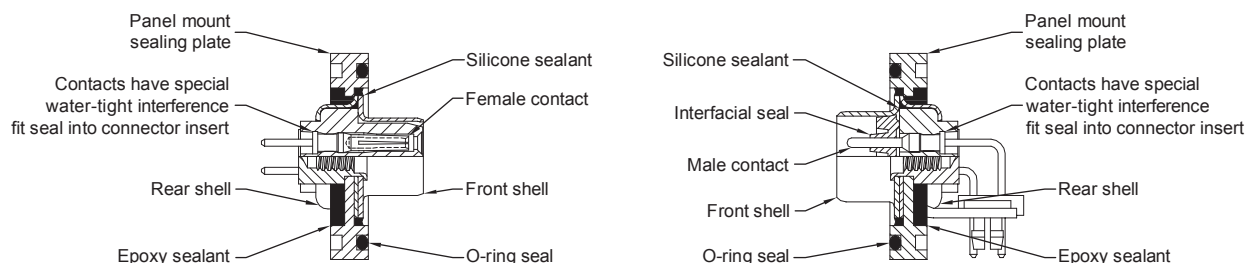 Panel mount
sealing plate
Silicone sealant
Contacts have special
water-tight interference
fit seal into connector insert
Female contact
Rear shell
Front shell
Epoxy sealant
O-ring seal
Panel mount
sealing plate
Silicone sealant
Contacts have special
water-tight interference
fit seal into connector insert
Interfacial seal
Male contact
Rear shell
Front shell
O-ring seal
Epoxy sealant